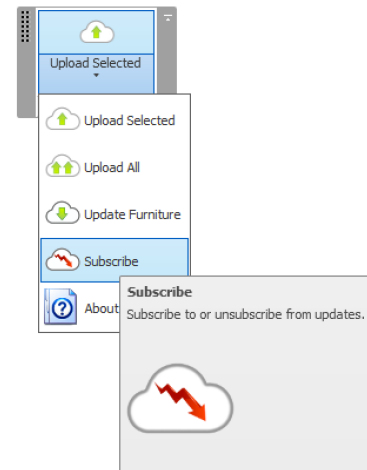 Upload Selected
Upload Selected
Upload All
Update Furniture
Subscribe
About
Subscribe
Subscribe to or unsubscribe from updates.